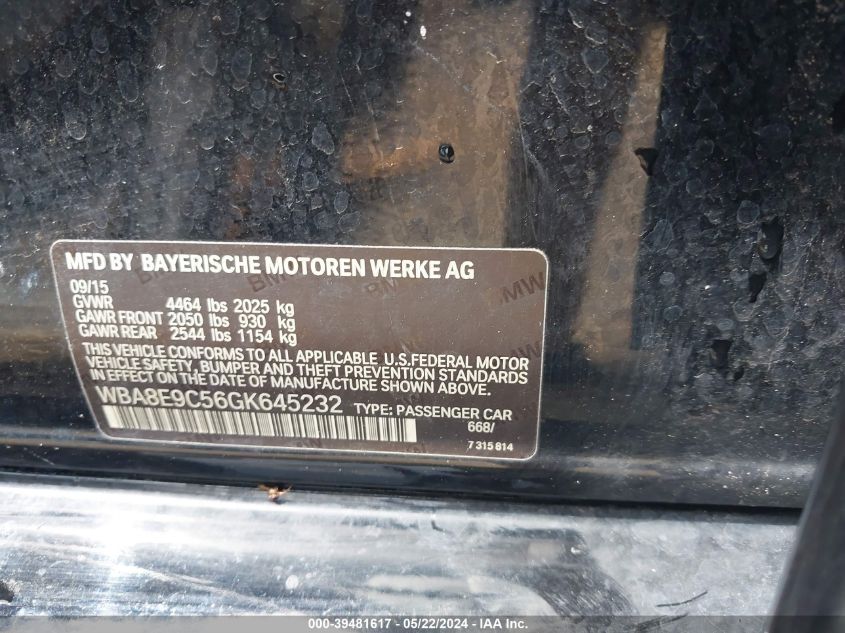 MFD BY BAYERISCHE MOTOREN WERKE AG
09/15
GVWR 4464 lbs 2025 kg
GAWR FRONT 2050 lbs 930 kg
GAWR REAR 2544 lbs 1154 kg
THIS VEHICLE CONFORMS TO ALL APPLICABLE U.S.FEDERAL MOTOR
VEHICLE SAFETY, BUMPER AND THEFT PREVENTION STANDARDS
IN EFFECT ON THE DATE OF MANUFACTURE SHOWN ABOVE.
WBA8E9C56GK645232 TYPE: PASSENGER CAR
668/
7 315 814
000-39481617 - 05/22/2024 - IAA Inc.